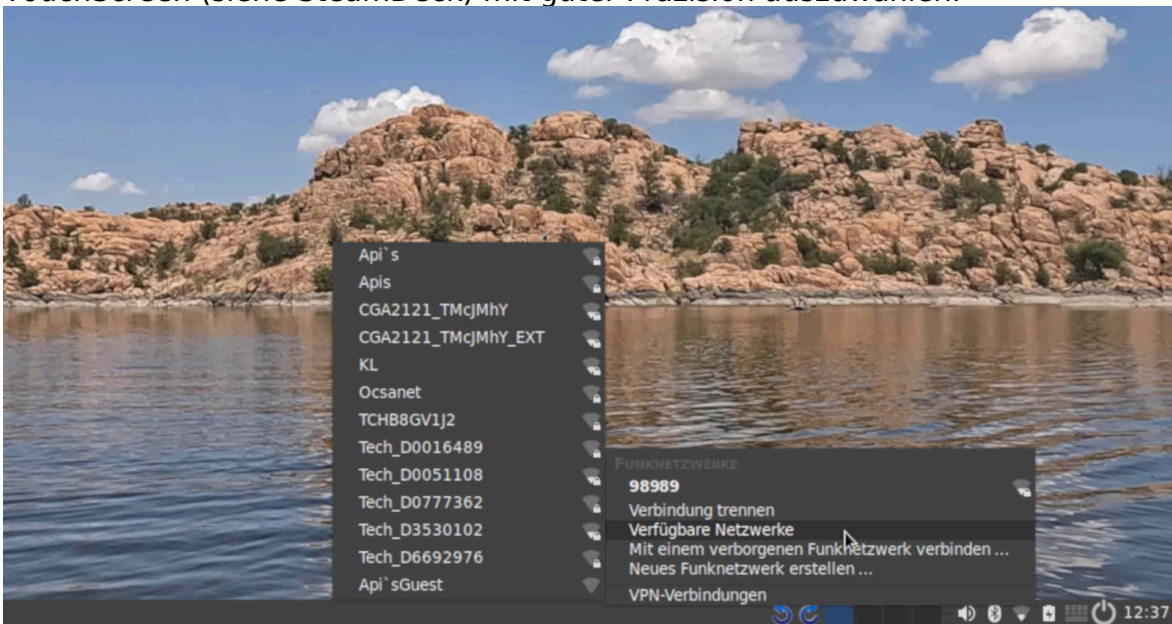 TouchScreen (siehe SteamDeck) mit guter Präzision auszuwählen.
Api`s
Apis
CGA2121_TMcJMhY
CGA2121_TMcJMhY_EXT
KL
Ocsanet
TCHB8GV1J2
Tech_D0016489
Tech_D0051108
Tech_D0777362
Tech_D3530102
Tech_D6692976
Api`sGuest
FUNKNETZWERKE
98989
Verbindung trennen
Verfügbare Netzwerke
Mit einem verborgenen Funknetzwerk verbinden ...
Neues Funknetzwerk erstellen ...
VPN-Verbindungen
12:37